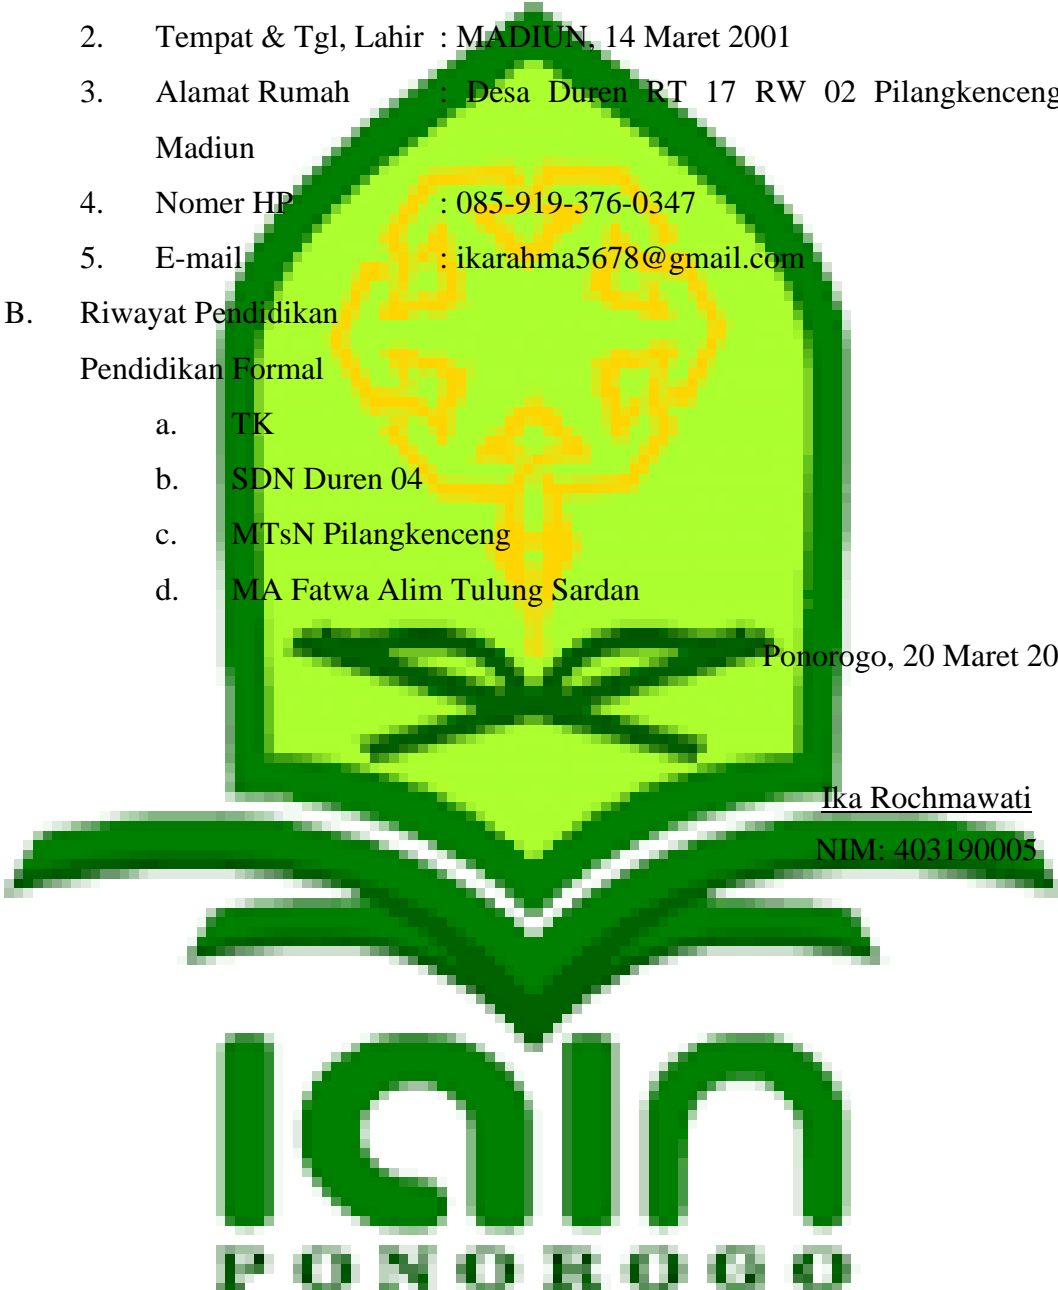 2. Tempat & Tgl, Lahir : MADIUN, 14 Maret 2001
3. Alamat Rumah : Desa Duren RT 17 RW 02 Pilangkenceng
Madiun
4. Nomer HP : 085-919-376-0347
5. E-mail : ikarahma5678@gmail.com
B. Riwayat Pendidikan
Pendidikan Formal
a. TK
b. SDN Duren 04
c. MTsN Pilangkenceng
d. MA Fatwa Alim Tulung Sardan
Ponorogo, 20 Maret 20
Ika Rochmawati
NIM: 403190005
IAIN
PONOROGO